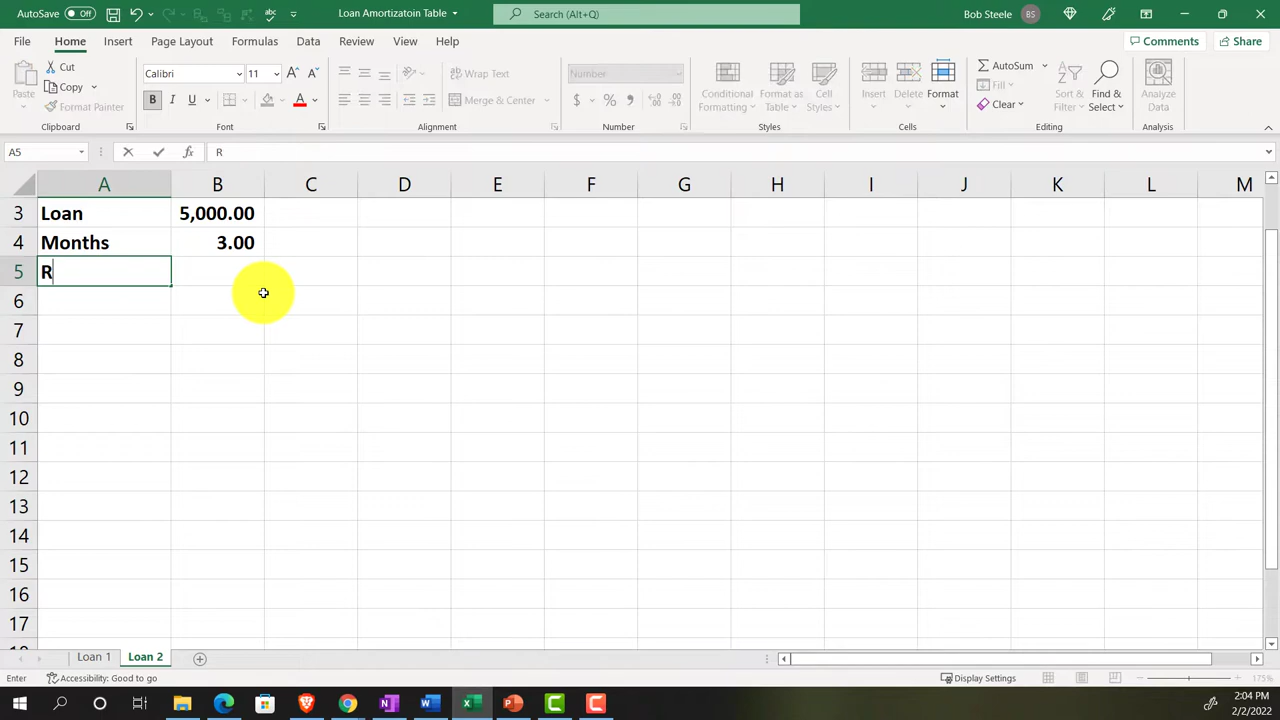 AutoSave Off Loan Amortizatoin Table Search (Alt+Q) Bob Steele BS
File Home Insert Page Layout Formulas Data Review View Help Comments Share
Paste Cut Copy Format Painter Clipboard
Calibri 11 B I U Font
ab Wrap Text Merge & Center Alignment
Number $ % Number
Conditional Formatting Format as Table Cell Styles Styles
Insert Delete Format Cells
AutoSum Fill Clear Sort & Filter Find & Select Editing
Analyze Data Analysis
A5 fx R
A B C D E F G H I J K L M
3 Loan 5,000.00
4 Months 3.00
5 R
6
7
8
9
10
11
12
13
14
15
16
17
Loan 1 Loan 2
Enter Accessibility: Good to go Display Settings 175%
2:04 PM
2/2/2022